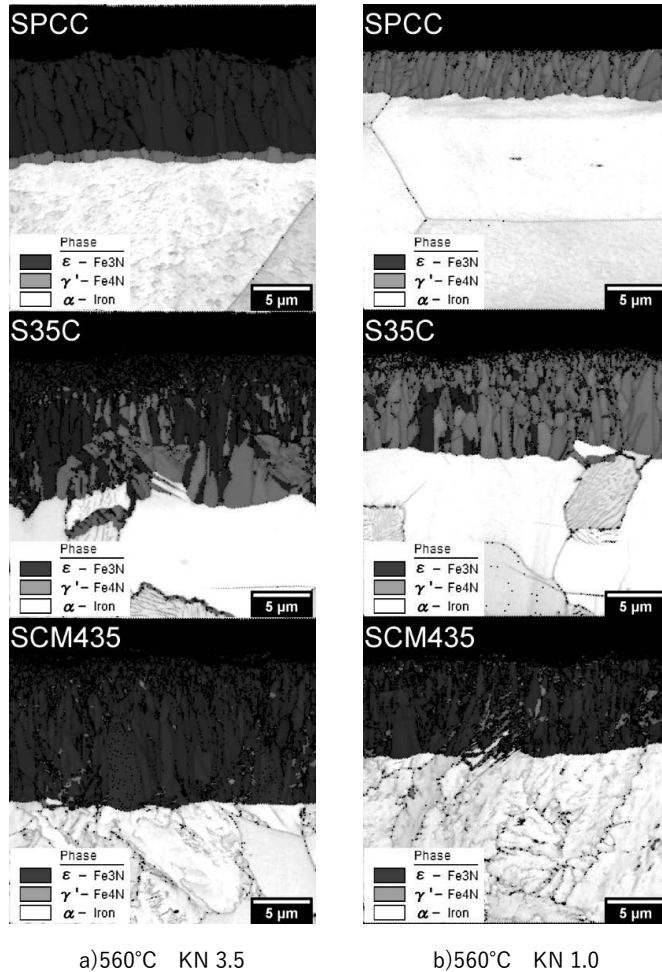 SPCC
Phase
ε – Fe3N
γ'– Fe4N
α – Iron
5 µm
SPCC
Phase
ε – Fe3N
γ'– Fe4N
α – Iron
5 µm
S35C
Phase
ε – Fe3N
γ'– Fe4N
α – Iron
5 µm
S35C
Phase
ε – Fe3N
γ'– Fe4N
α – Iron
5 µm
SCM435
Phase
ε – Fe3N
γ'– Fe4N
α – Iron
5 µm
SCM435
Phase
ε – Fe3N
γ'– Fe4N
α – Iron
5 µm
a)560°C KN 3.5
b)560°C KN 1.0